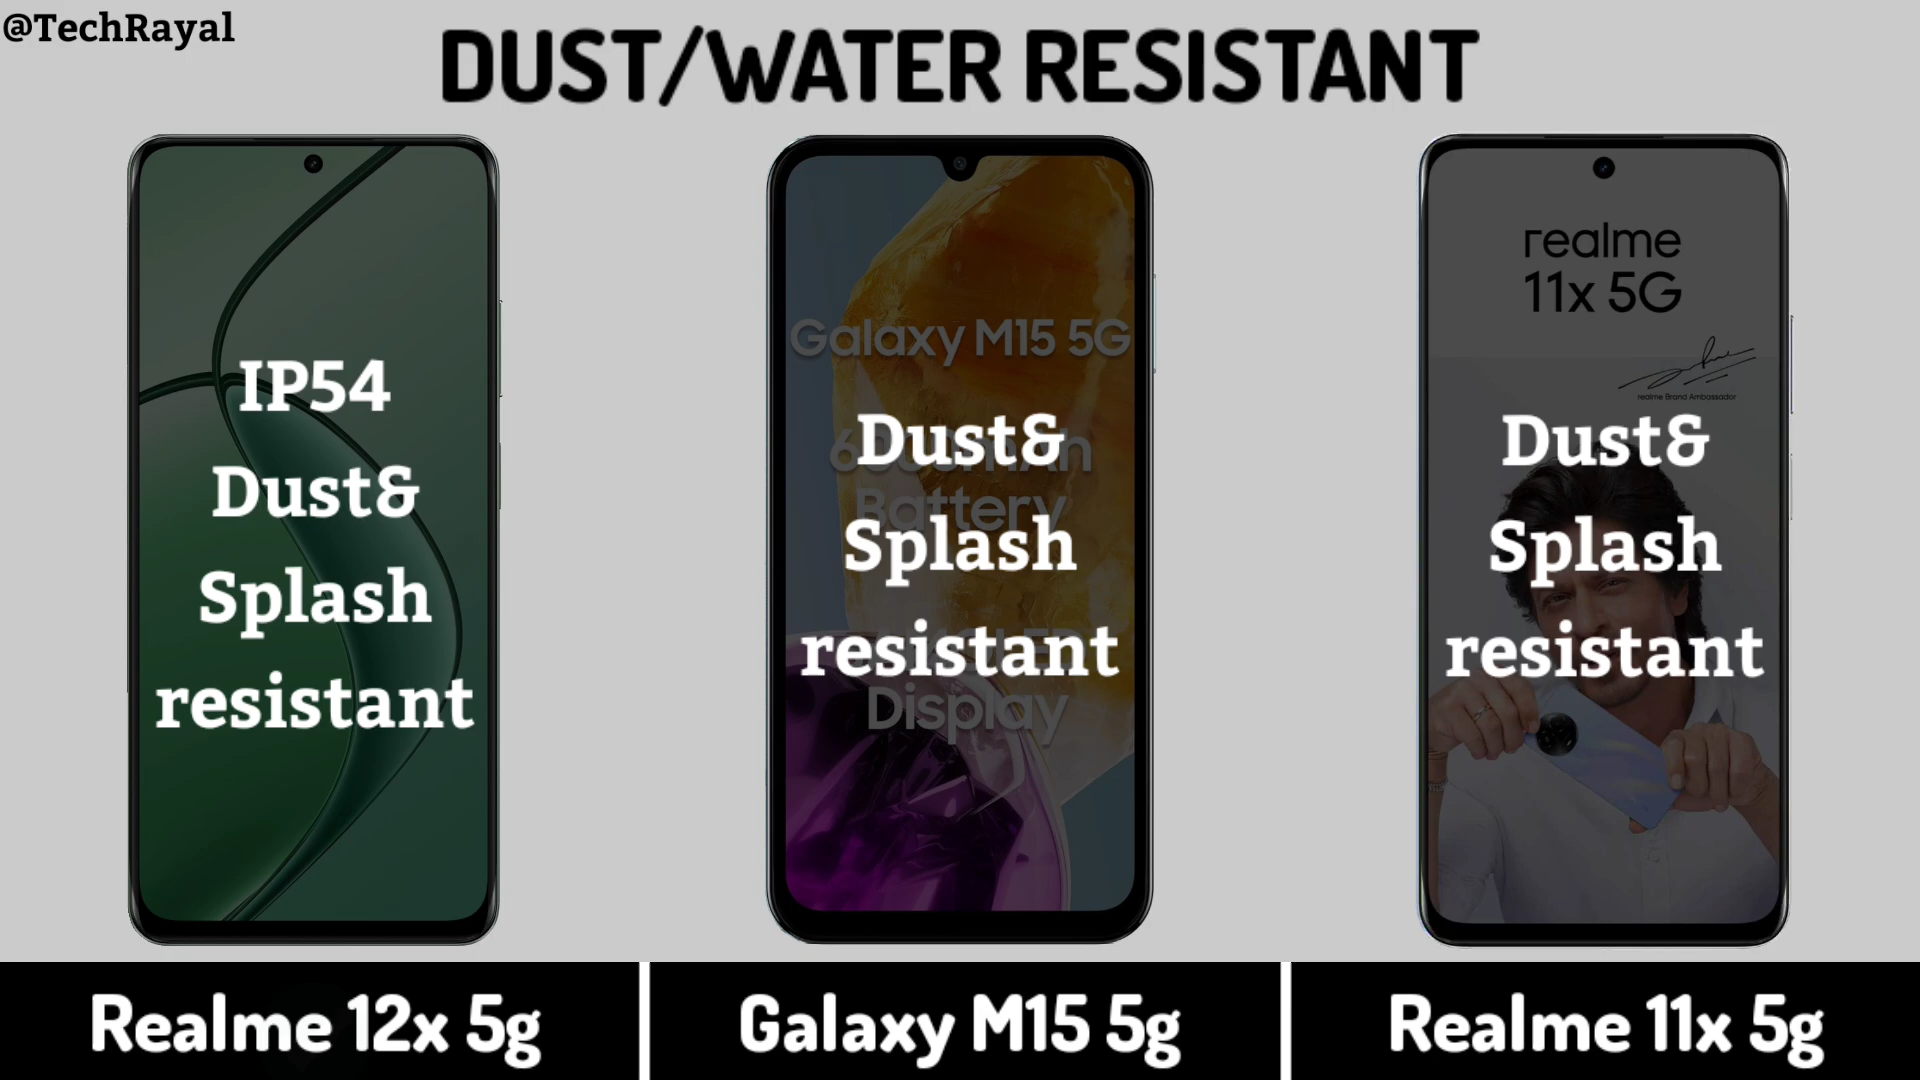 @TechRayal
DUST/WATER RESISTANT
IP54
Dust&
Splash
resistant
Galaxy M15 5G
Battery
Display
Dust&
Splash
resistant
realme
11x 5G
realme Brand Ambassador
Dust&
Splash
resistant
Realme 12x 5g
Galaxy M15 5g
Realme 11x 5g